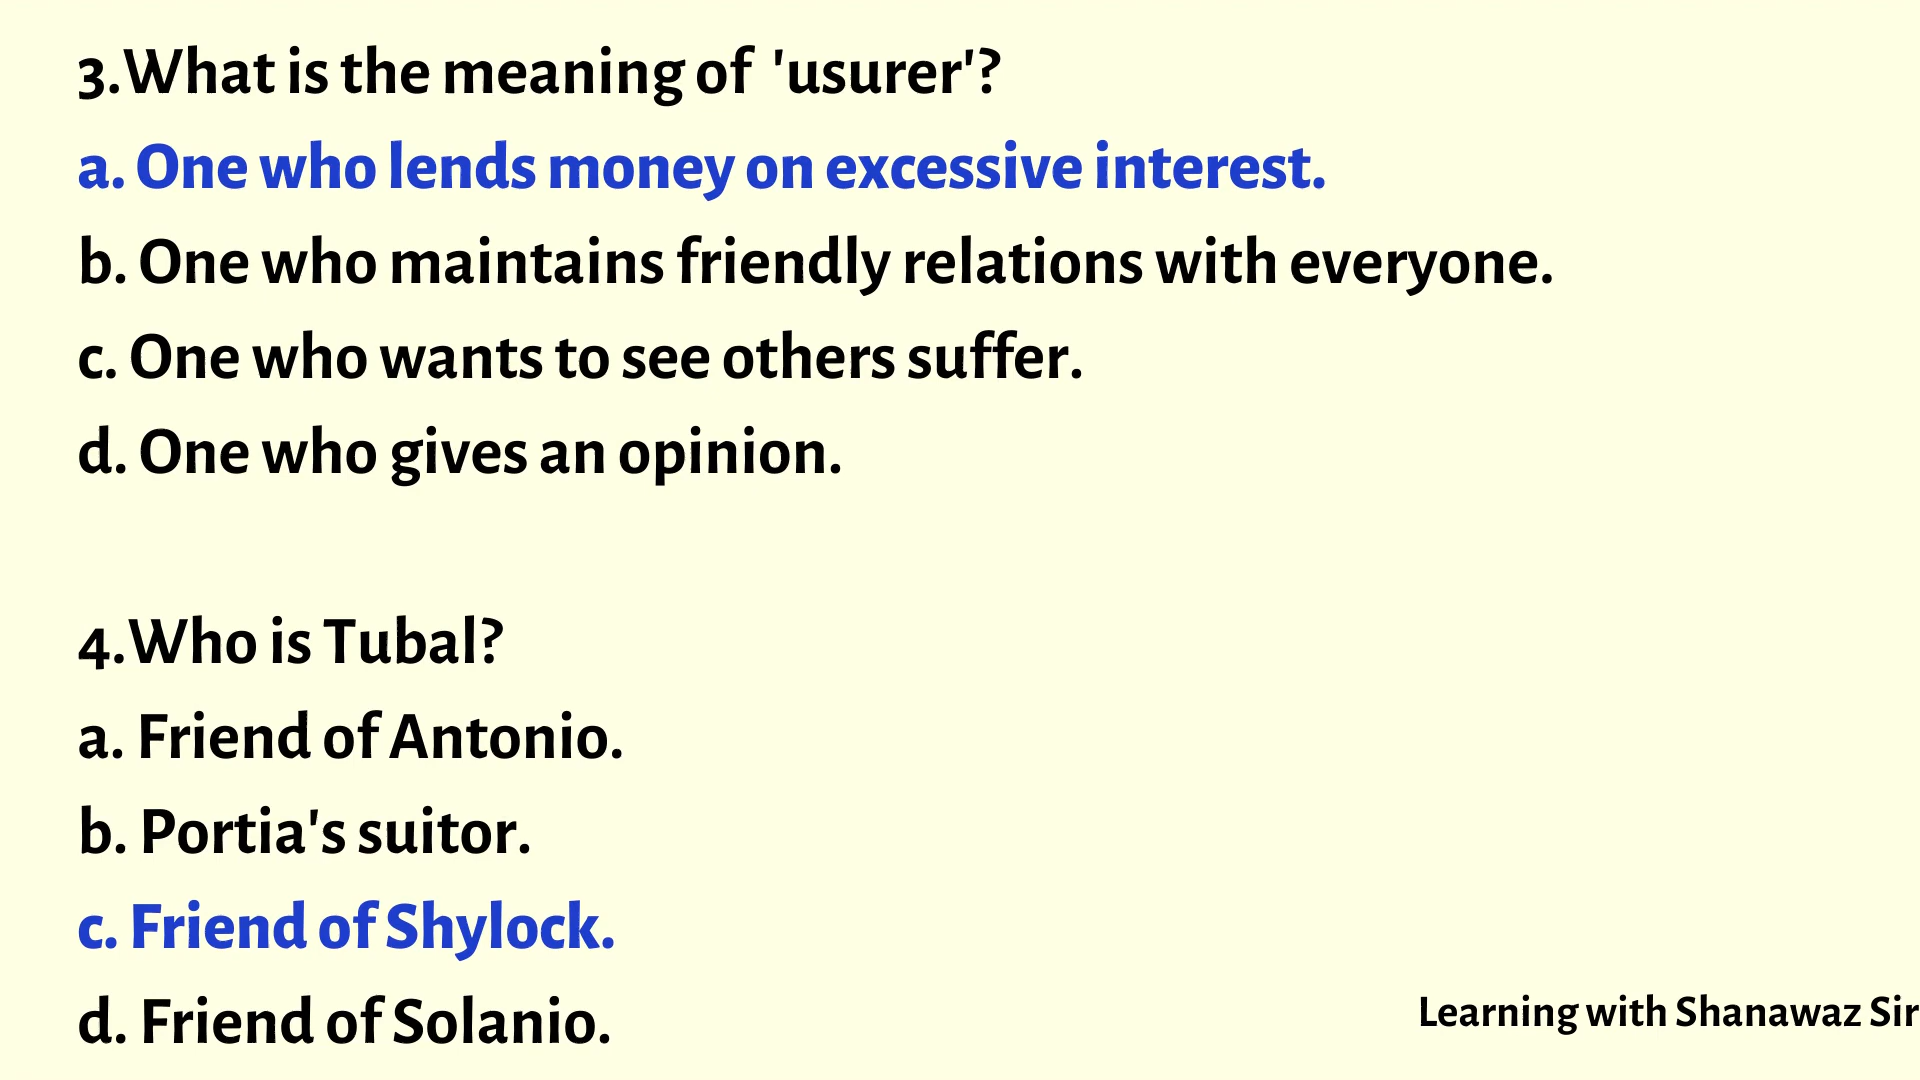 3.What is the meaning of 'usurer'?
a. One who lends money on excessive interest.
b. One who maintains friendly relations with everyone.
c. One who wants to see others suffer.
d. One who gives an opinion.
4.Who is Tubal?
a. Friend of Antonio.
b. Portia's suitor.
c. Friend of Shylock.
d. Friend of Solanio.
Learning with Shanawaz Sir